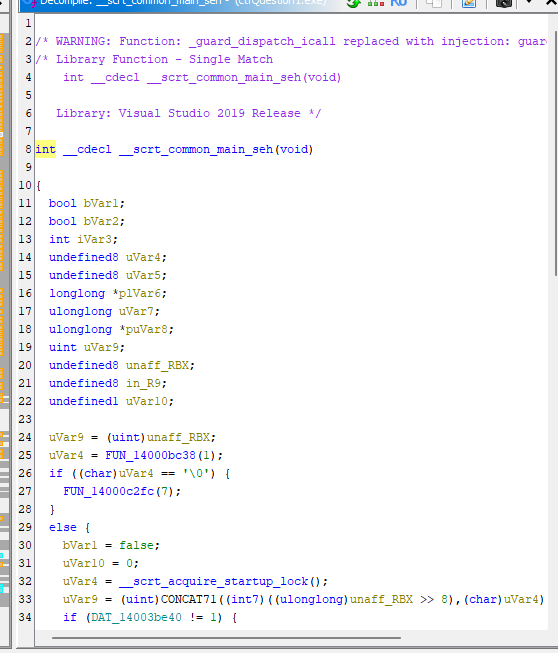 Decompile: __scrt_common_main_seh - (ctfQuestion1.exe)
1
2 /* WARNING: Function: _guard_dispatch_icall replaced with injection: guar
3 /* Library Function - Single Match
4     int __cdecl __scrt_common_main_seh(void)
5
6    Library: Visual Studio 2019 Release */
7
8 int __cdecl __scrt_common_main_seh(void)
9
10 {
11   bool bVar1;
12   bool bVar2;
13   int iVar3;
14   undefined8 uVar4;
15   undefined8 uVar5;
16   longlong *plVar6;
17   ulonglong uVar7;
18   ulonglong *puVar8;
19   uint uVar9;
20   undefined8 unaff_RBX;
21   undefined8 in_R9;
22   undefined1 uVar10;
23
24   uVar9 = (uint)unaff_RBX;
25   uVar4 = FUN_14000bc38(1);
26   if ((char)uVar4 == '\0') {
27     FUN_14000c2fc(7);
28   }
29   else {
30     bVar1 = false;
31     uVar10 = 0;
32     uVar4 = __scrt_acquire_startup_lock();
33     uVar9 = (uint)CONCAT71((int7)((ulonglong)unaff_RBX >> 8),(char)uVar4)
34     if (DAT_14003be40 != 1) {